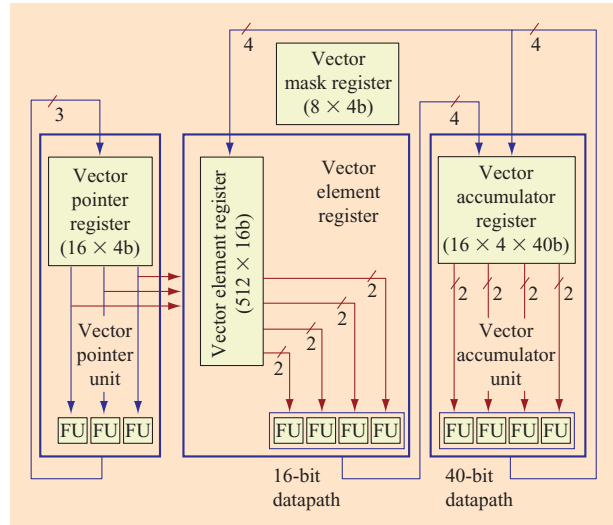 4
4
Vector
mask register
(8 × 4b)
3
4
Vector
pointer
register
(16 × 4b)
Vector element register
(512 × 16b)
Vector
element
register
Vector
accumulator
register
(16 × 4 × 40b)
2
2
2
2
2
2
2
2
Vector
pointer
unit
Vector
accumulator
unit
FU FU FU
FU FU FU FU
FU FU FU FU
16-bit
datapath
40-bit
datapath